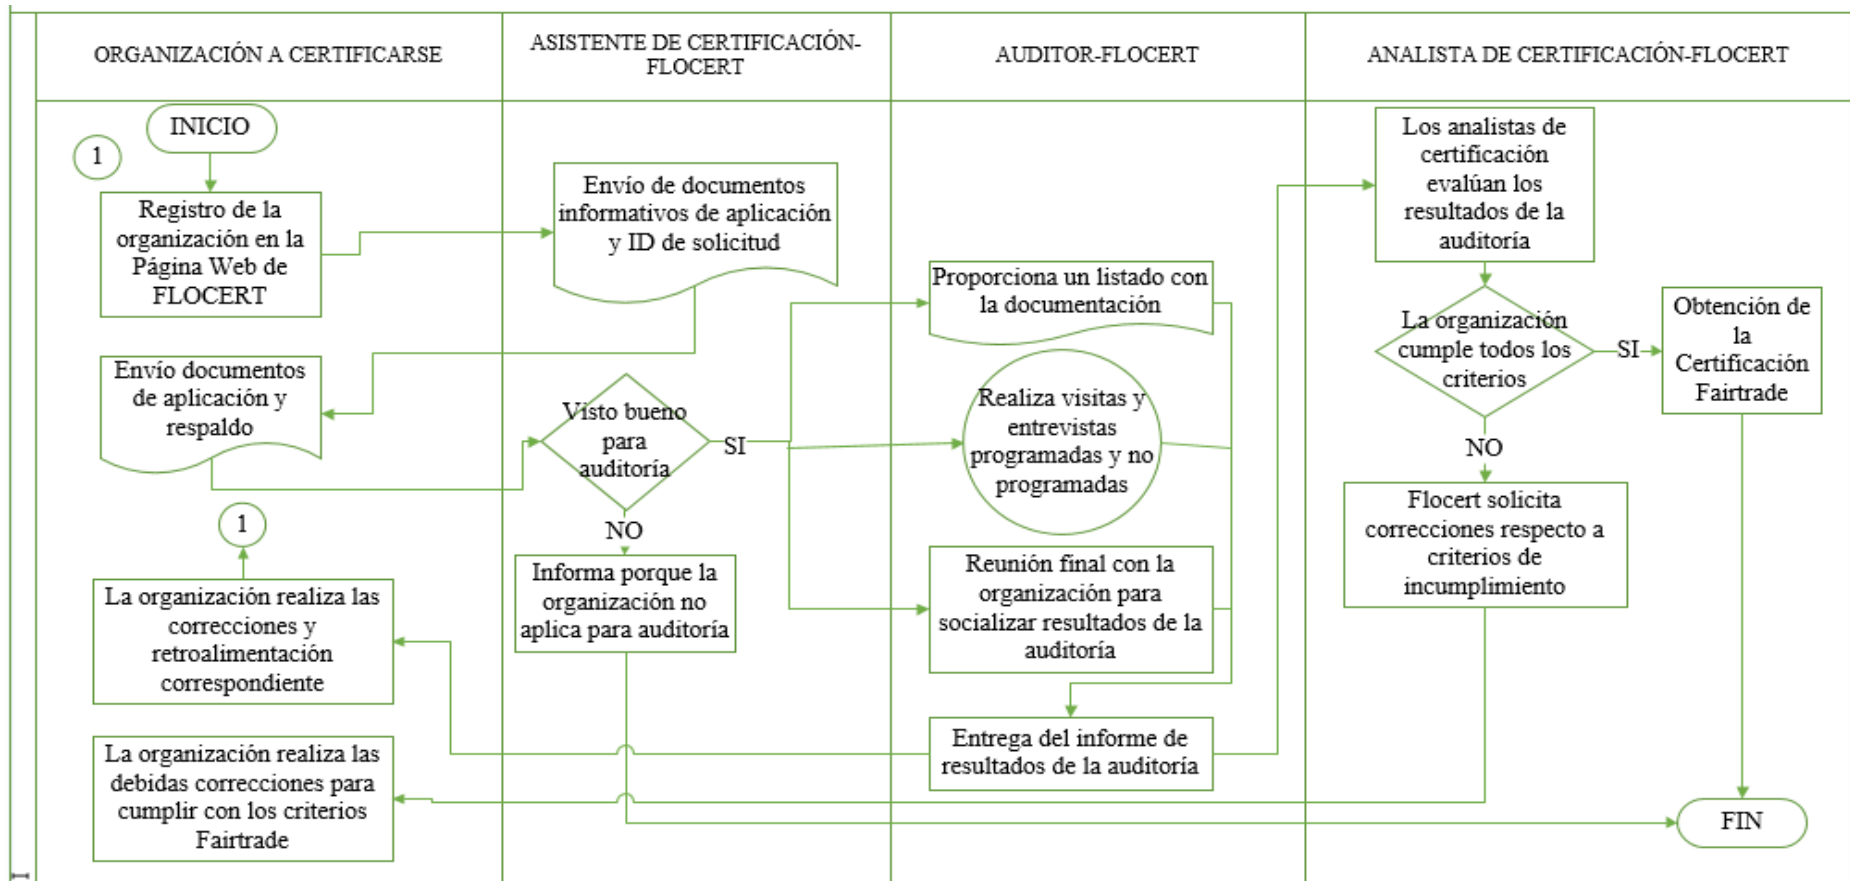 ORGANIZACIÓN A CERTIFICARSE
ASISTENTE DE CERTIFICACIÓN-
FLOCERT
AUDITOR-FLOCERT
ANALISTA DE CERTIFICACIÓN-FLOCERT
INICIO
1
Registro de la
organización en la
Página Web de
FLOCERT
Envío documentos
de aplicación y
respaldo
1
La organización realiza las
correcciones y
retroalimentación
correspondiente
La organización realiza las
debidas correcciones para
cumplir con los criterios
Fairtrade
Envío de documentos
informativos de aplicación
y ID de solicitud
Visto bueno
para
auditoría
SI
NO
Informa porque la
organización no
aplica para auditoría
Proporciona un listado con
la documentación
Realiza visitas y
entrevistas
programadas y no
programadas
Reunión final con la
organización para
socializar resultados de la
auditoría
Entrega del informe de
resultados de la auditoría
Los analistas de
certificación
evalúan los
resultados de la
auditoría
La organización
cumple todos los
criterios
SI
Obtención de
la
Certificación
Fairtrade
NO
Flocert solicita
correcciones respecto a
criterios de
incumplimiento
FIN